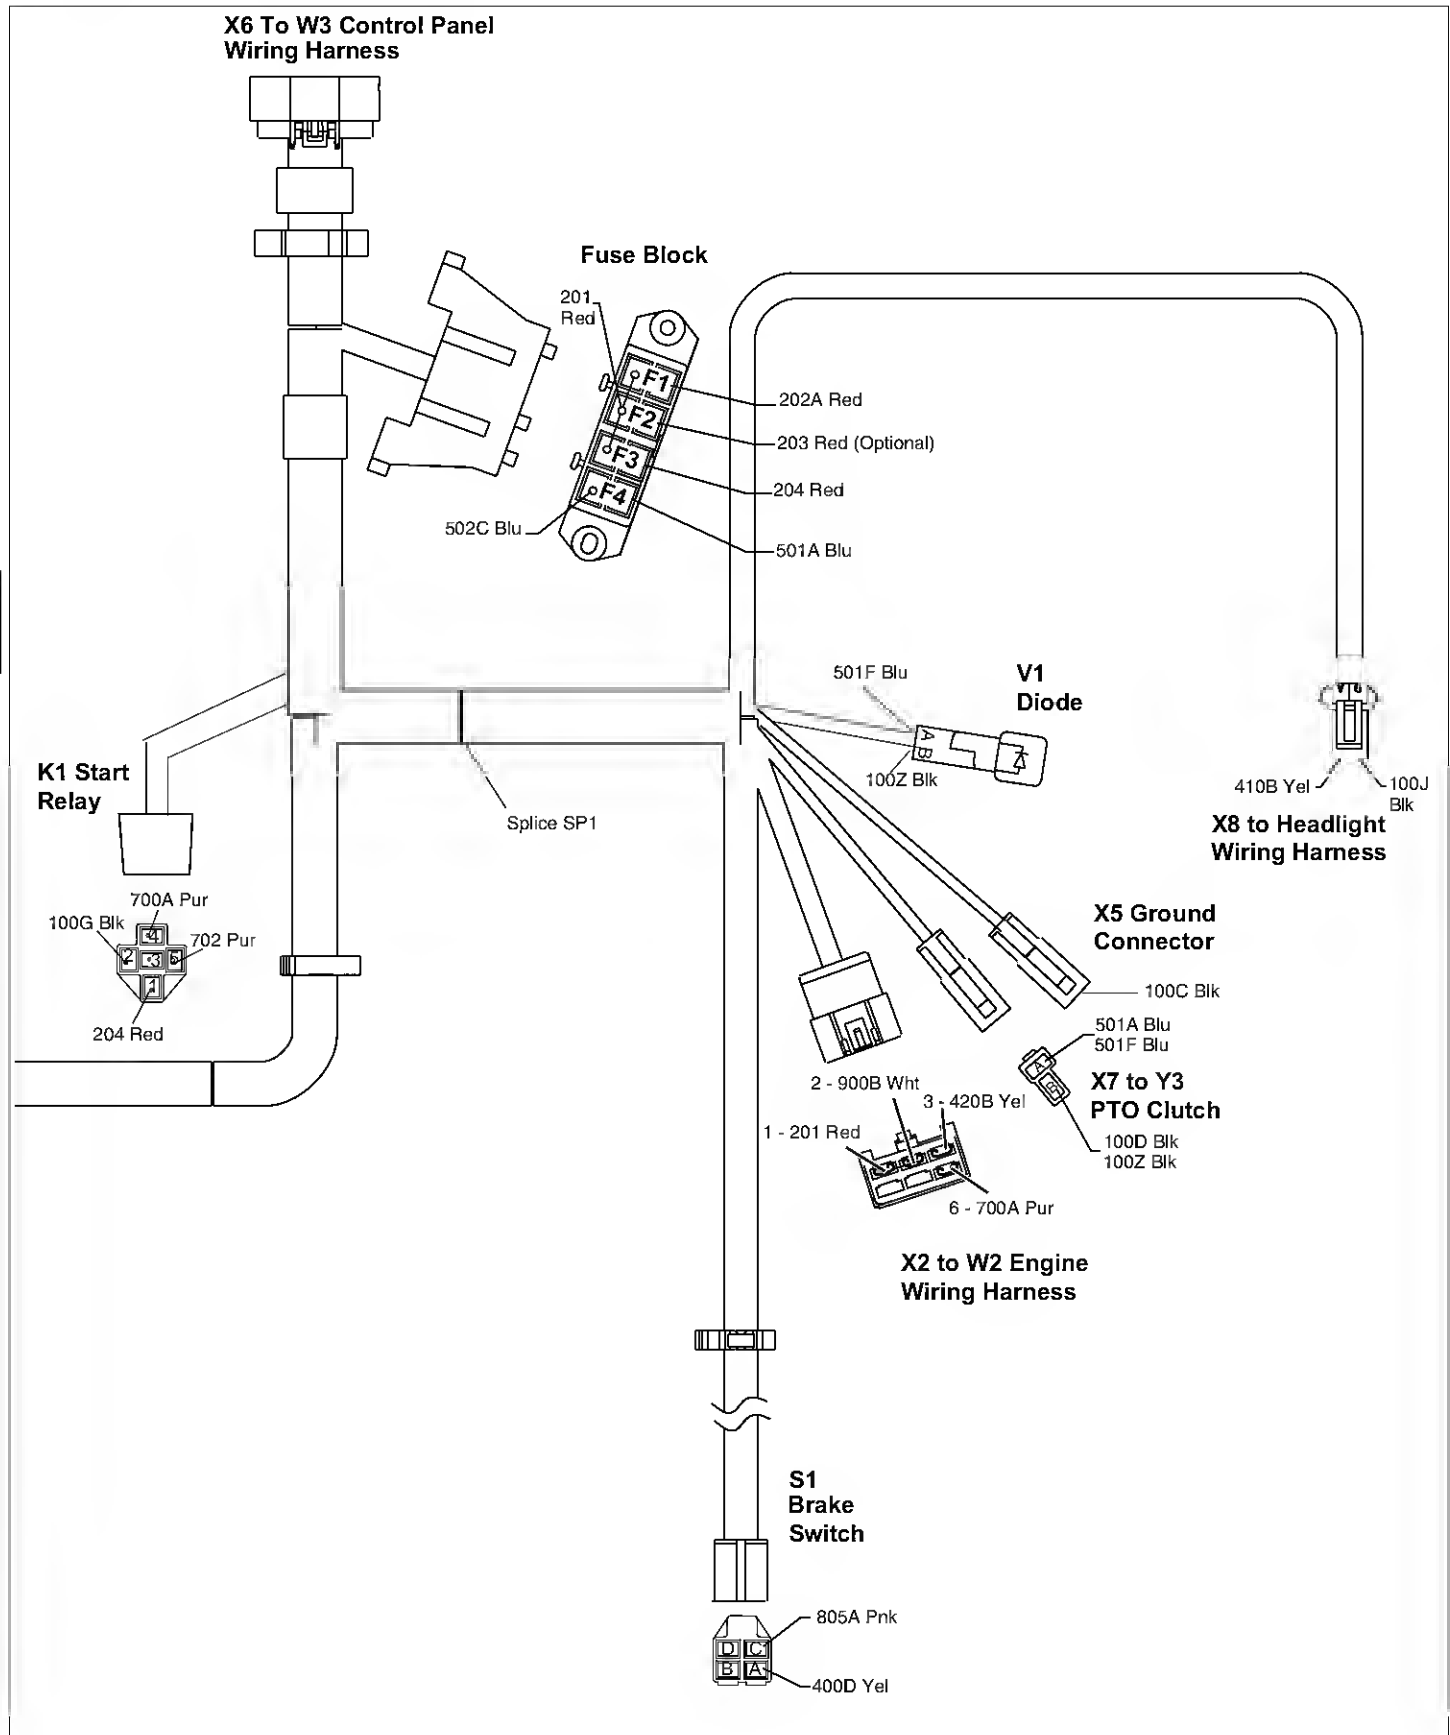 X6 To W3 Control Panel
Wiring Harness
Fuse Block
201
Red
F1
F2
F3
F4
202A Red
203 Red (Optional)
204 Red
502C Blu
501A Blu
501F Blu
V1
Diode
A
B
100Z Blk
K1 Start
Relay
Splice SP1
410B Yel
100J
Blk
X8 to Headlight
Wiring Harness
700A Pur
100G Blk
702 Pur
4
2
3
5
1
204 Red
X5 Ground
Connector
100C Blk
501A Blu
501F Blu
A
B
X7 to Y3
PTO Clutch
100D Blk
100Z Blk
2 - 900B Wht
3 - 420B Yel
1 - 201 Red
6 - 700A Pur
X2 to W2 Engine
Wiring Harness
S1
Brake
Switch
805A Pnk
D C
B A
400D Yel